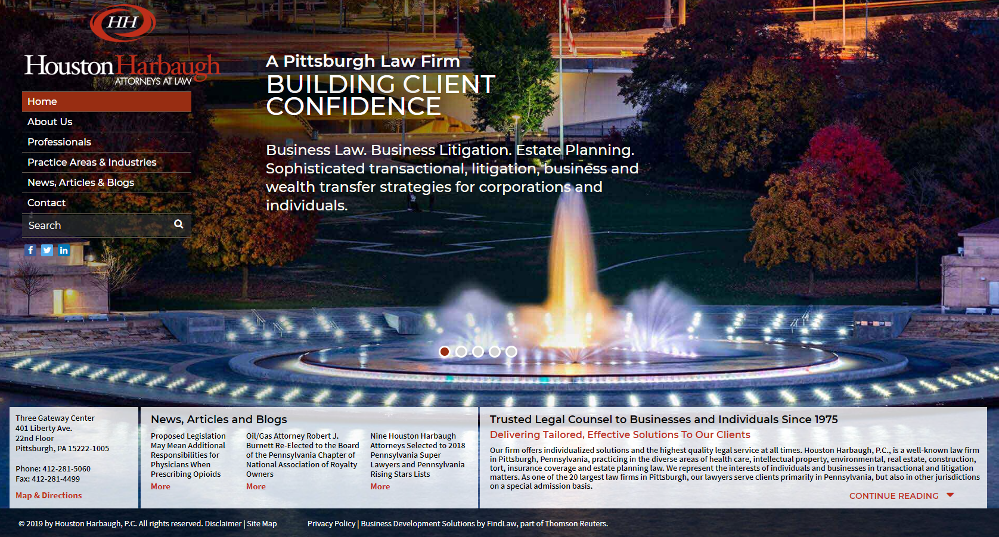 HH
Houston Harbaugh
ATTORNEYS AT LAW
Home
About Us
Professionals
Practice Areas & Industries
News, Articles & Blogs
Contact
Search
f
in
A Pittsburgh Law Firm
BUILDING CLIENT
CONFIDENCE
Business Law. Business Litigation. Estate Planning.
Sophisticated transactional, litigation, business and
wealth transfer strategies for corporations and
individuals.
Three Gateway Center
401 Liberty Ave.
22nd Floor
Pittsburgh, PA 15222-1005
Phone: 412-281-5060
Fax: 412-281-4499
Map & Directions
News, Articles and Blogs
Proposed Legislation
May Mean Additional
Responsibilities for
Physicians When
Prescribing Opioids
More
Oil/Gas Attorney Robert J.
Burnett Re-Elected to the Board
of the Pennsylvania Chapter of
National Association of Royalty
Owners
More
Nine Houston Harbaugh
Attorneys Selected to 2018
Pennsylvania Super
Lawyers and Pennsylvania
Rising Stars Lists
More
Trusted Legal Counsel to Businesses and Individuals Since 1975
Delivering Tailored, Effective Solutions To Our Clients
Our firm offers individualized solutions and the highest quality legal service at all times. Houston Harbaugh, P.C., is a well-known law firm
in Pittsburgh, Pennsylvania, practicing in the diverse areas of health care, intellectual property, environmental, real estate, construction,
tort, insurance coverage and estate planning law. We represent the interests of individuals and businesses in transactional and litigation
matters. As one of the 20 largest law firms in Pittsburgh, our lawyers serve clients primarily in Pennsylvania, but also in other jurisdictions
on a special admission basis.
CONTINUE READING
© 2019 by Houston Harbaugh, P.C. All rights reserved. Disclaimer | Site Map
Privacy Policy | Business Development Solutions by FindLaw, part of Thomson Reuters.